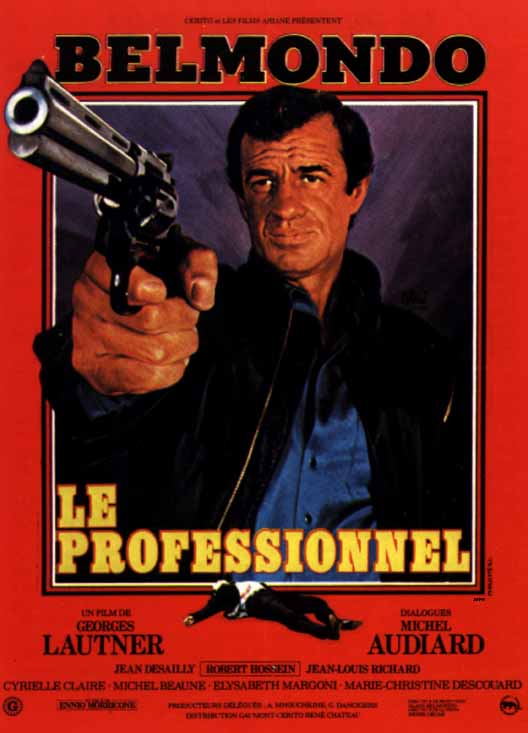 CERITO et LES FILMS ARIANE PRÉSENTENT
BELMONDO
LE
PROFESSIONNEL
UN FILM DE
GEORGES
LAUTNER
DIALOGUES
MICHEL
AUDIARD
JEAN DESAILLY ROBERT HOSSEIN JEAN-LOUIS RICHARD
CYRIELLE CLAIRE • MICHEL BEAUNE • ELYSABETH MARGONI • MARIE-CHRISTINE DESCOUARD
G
ENNIO MORRICONE
PRODUCTEURS DÉLÉGUÉS • A. MNOUCHKINE, G. DANCIGERS
DISTRIBUTION GAUMONT-CERITO RENÉ CHATEAU